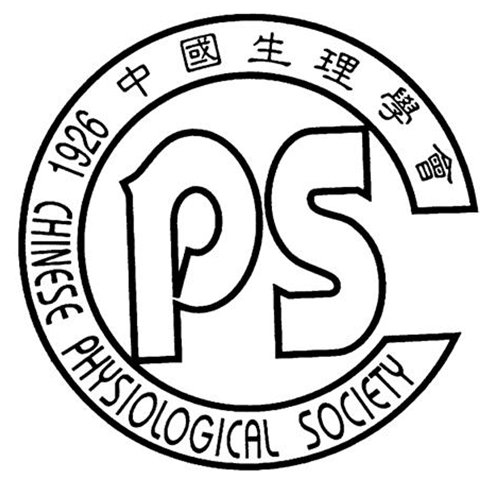 中國生理學會
1926
CHINESE PHYSIOLOGICAL SOCIETY
PS